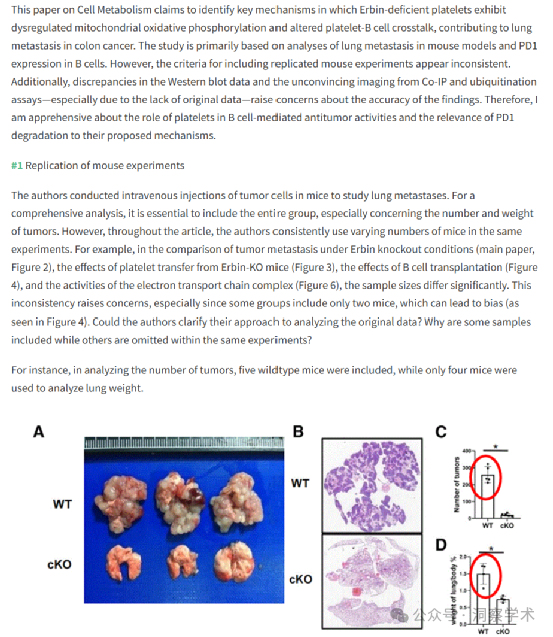 This paper on Cell Metabolism claims to identify key mechanisms in which Erbin-deficient platelets exhibit
dysregulated mitochondrial oxidative phosphorylation and altered platelet-B cell crosstalk, contributing to lung
metastasis in colon cancer. The study is primarily based on analyses of lung metastasis in mouse models and PD1
expression in B cells. However, the criteria for including replicated mouse experiments appear inconsistent.
Additionally, discrepancies in the Western blot data and the unconvincing imaging from Co-IP and ubiquitination
assays—especially due to the lack of original data—raise concerns about the accuracy of the findings. Therefore, I
am apprehensive about the role of platelets in B cell-mediated antitumor activities and the relevance of PD1
degradation to their proposed mechanisms.
#1 Replication of mouse experiments
The authors conducted intravenous injections of tumor cells in mice to study lung metastases. For a
comprehensive analysis, it is essential to include the entire group, especially concerning the number and weight
of tumors. However, throughout the article, the authors consistently use varying numbers of mice in the same
experiments. For example, in the comparison of tumor metastasis under Erbin knockout conditions (main paper,
Figure 2), the effects of platelet transfer from Erbin-KO mice (Figure 3), the effects of B cell transplantation (Figure
4), and the activities of the electron transport chain complex (Figure 6), the sample sizes differ significantly. This
inconsistency raises concerns, especially since some groups include only two mice, which can lead to bias (as
seen in Figure 4). Could the authors clarify their approach to analyzing the original data? Why are some samples
included while others are omitted within the same experiments?
For instance, in analyzing the number of tumors, five wildtype mice were included, while only four mice were
used to analyze lung weight.
A
WT
cKO
B
WT
cKO
C
Number of tumors
400
300
200
100
0
*
WT cKO
D
weight of lung/body %
2.0
1.5
1.0
0.5
0.0
*
WT cKO
公众号 · 洞察学术